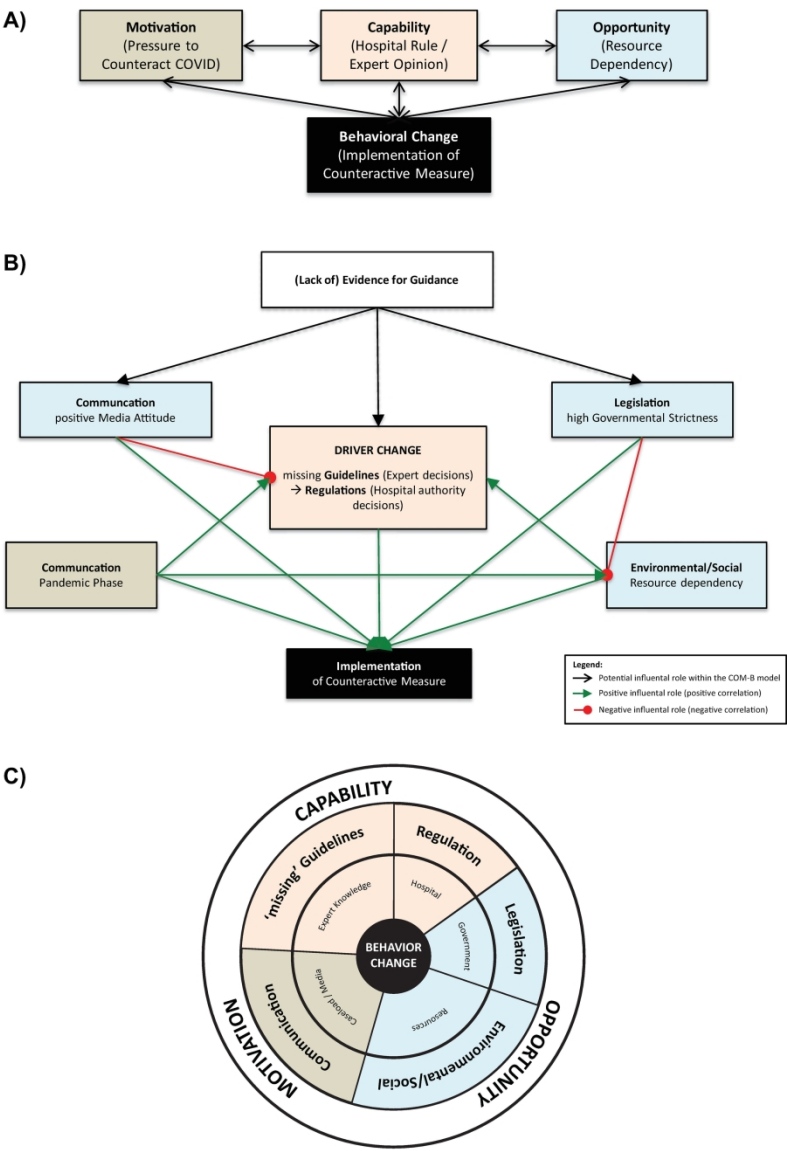 A)
Motivation
(Pressure to
Counteract COVID)
Capability
(Hospital Rule /
Expert Opinion)
Opportunity
(Resource
Dependency)
Behavioral Change
(Implementation of
Counteractive Measure)
B)
(Lack of) Evidence for Guidance
Communcation
positive Media Attitude
Legislation
high Governmental Strictness
DRIVER CHANGE
missing Guidelines (Expert decisions)
→ Regulations (Hospital authority
decisions)
Communcation
Pandemic Phase
Environmental/Social
Resource dependency
Implementation
of Counteractive Measure
Legend:
Potential influental role within the COM-B model
Positive influental role (positive correlation)
Negative influental role (negative correlation)
C)
CAPABILITY
'missing' Guidelines
Regulation
Expert Knowledge
Hospital
Legislation
Government
BEHAVIOR
CHANGE
Caseload / Media
Resources
Communication
Environmental/Social
MOTIVATION
OPPORTUNITY